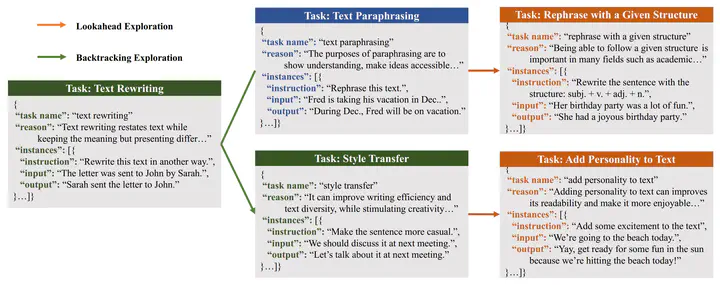 Lookahead Exploration
Backtracking Exploration
Task: Text Rewriting
{
“task name”: “text rewriting”
“reason”: “Text rewriting restates text while
keeping the meaning but presenting differ…”
“instances”: [{
“instruction”: “Rewrite this text in another way.”,
“input”: “The letter was sent to John by Sarah.”,
“output”: “Sarah sent the letter to John.”
}…]}
Task: Text Paraphrasing
{
“task name”: “text paraphrasing”
“reason”: “The purposes of paraphrasing are to
show understanding, make ideas accessible…”
“instances”: [{
“instruction”: “Rephrase this text.”,
“input”: “Fred is taking his vacation in Dec..”,
“output”: “During Dec., Fred will be on vacation.”
}…]}
Task: Rephrase with a Given Structure
{
“task name”: “rephrase with a given structure”
“reason”: “Being able to follow a given structure is
important in many fields such as academic…”
“instances”: [{
“instruction”: “Rewrite the sentence with the
structure: subj. + v. + adj. + n.”,
“input”: “Her birthday party was a lot of fun.”,
“output”: “She had a joyous birthday party.”
}…]}
Task: Style Transfer
{
“task name”: “style transfer”
“reason”: “It can improve writing efficiency and
text diversity, while stimulating creativity…”
“instances”: [{
“instruction”: “Make the sentence more casual.”,
“input”: “We should discuss it at next meeting.”,
“output”: “Let’s talk about it at next meeting.”
}…]}
Task: Add Personality to Text
{
“task name”: “add personality to text”
“reason”: “Adding personality to text can improves
its readability and make it more enjoyable…”
“instances”: [{
“instruction”: “Add some excitement to the text”,
“input”: “We’re going to the beach today.”,
“output”: “Yay, get ready for some fun in the sun
because we’re hitting the beach today!”
{…]}